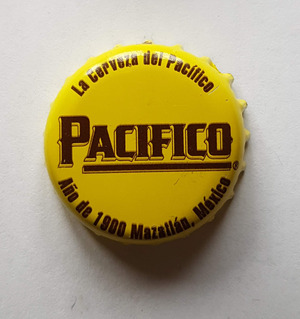 La Cerveza del Pacífico
PACIFICO
Año de 1900 Mazatlán, México